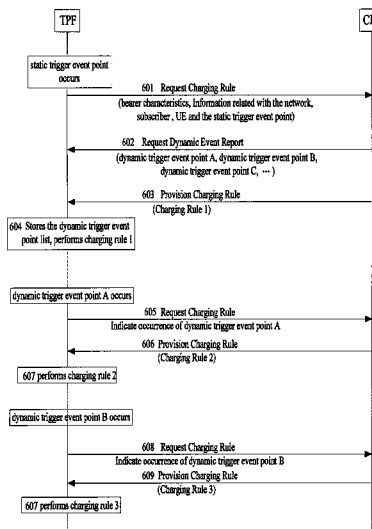 TPF
static trigger event point
occurs
601 Request Charging Rule
(bearer characteristics, Information related with the network,
subscriber , UE and the static trigger event point)
602 Request Dynamic Event Report
(dynamic trigger event point A, dynamic trigger event point B,
dynamic trigger event point C, ··· )
603 Provision Charging Rule
(Charging Rule 1)
604 Stores the dynamic trigger event
point list, performs charging rule 1
dynamic trigger event point A occurs
605 Request Charging Rule
Indicate occurrence of dynamic trigger event point A
606 Provision Charging Rule
(Charging Rule 2)
607 performs charging rule 2
dynamic trigger event point B occurs
608 Request Charging Rule
Indicate occurrence of dynamic trigger event point B
609 Provision Charging Rule
(Charging Rule 3)
607 performs charging rule 3